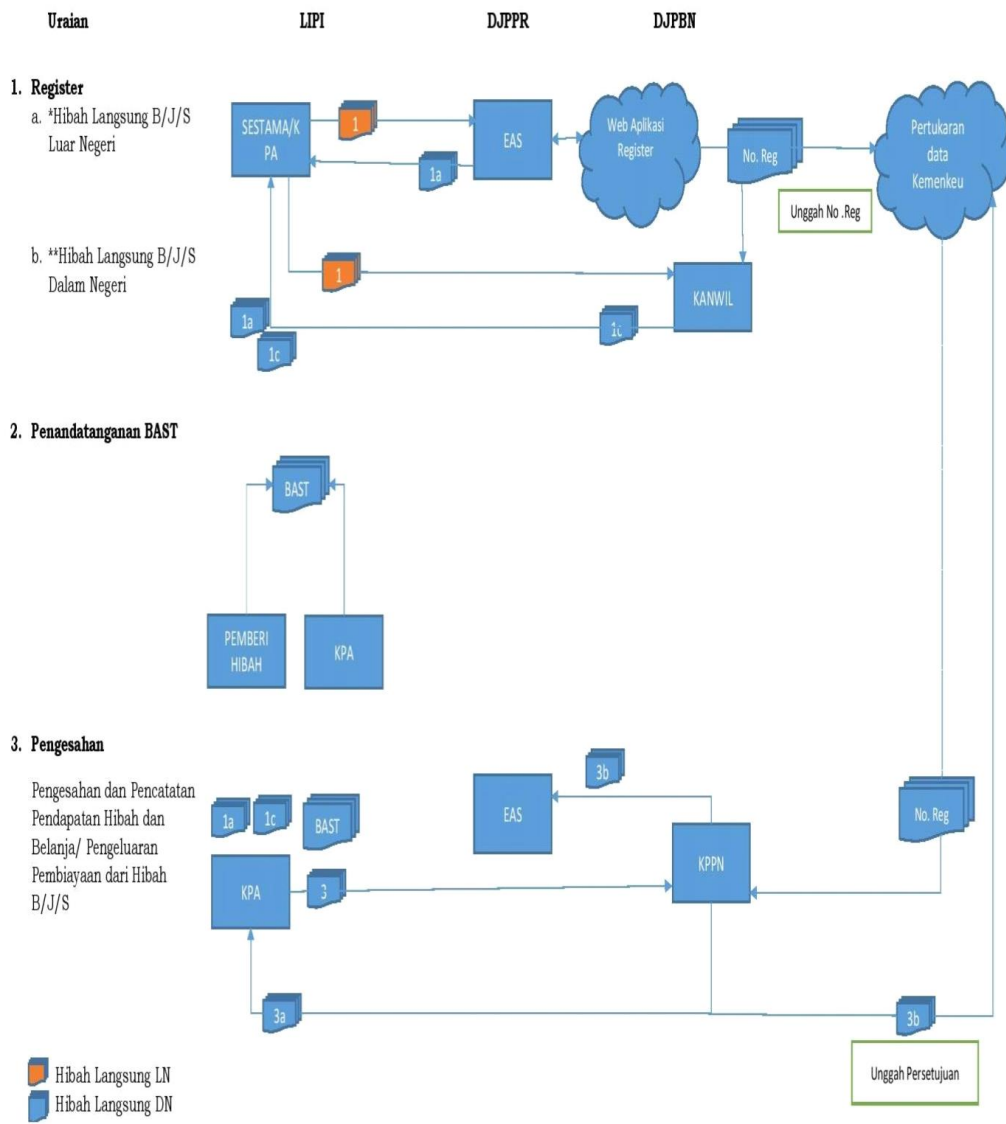 Uraian LIPI DJPPR DJPBN
1. Register
a. *Hibah Langsung B/J/S
Luar Negeri
SESTAMA/K
PA
1
1a
EAS
Web Aplikasi
Register
No. Reg
Pertukaran
data
Kemenkeu
Unggah No .Reg
b. **Hibah Langsung B/J/S
Dalam Negeri
1
KANWIL
1a
1c
1c
2. Penandatanganan BAST
BAST
PEMBERI
HIBAH
KPA
3. Pengesahan
Pengesahan dan Pencatatan
Pendapatan Hibah dan
Belanja/ Pengeluaran
Pembiayaan dari Hibah
B/J/S
1a
1c
BAST
KPA
3
EAS
3b
KPPN
No. Reg
3a
3b
Unggah Persetujuan
Hibah Langsung LN
Hibah Langsung DN